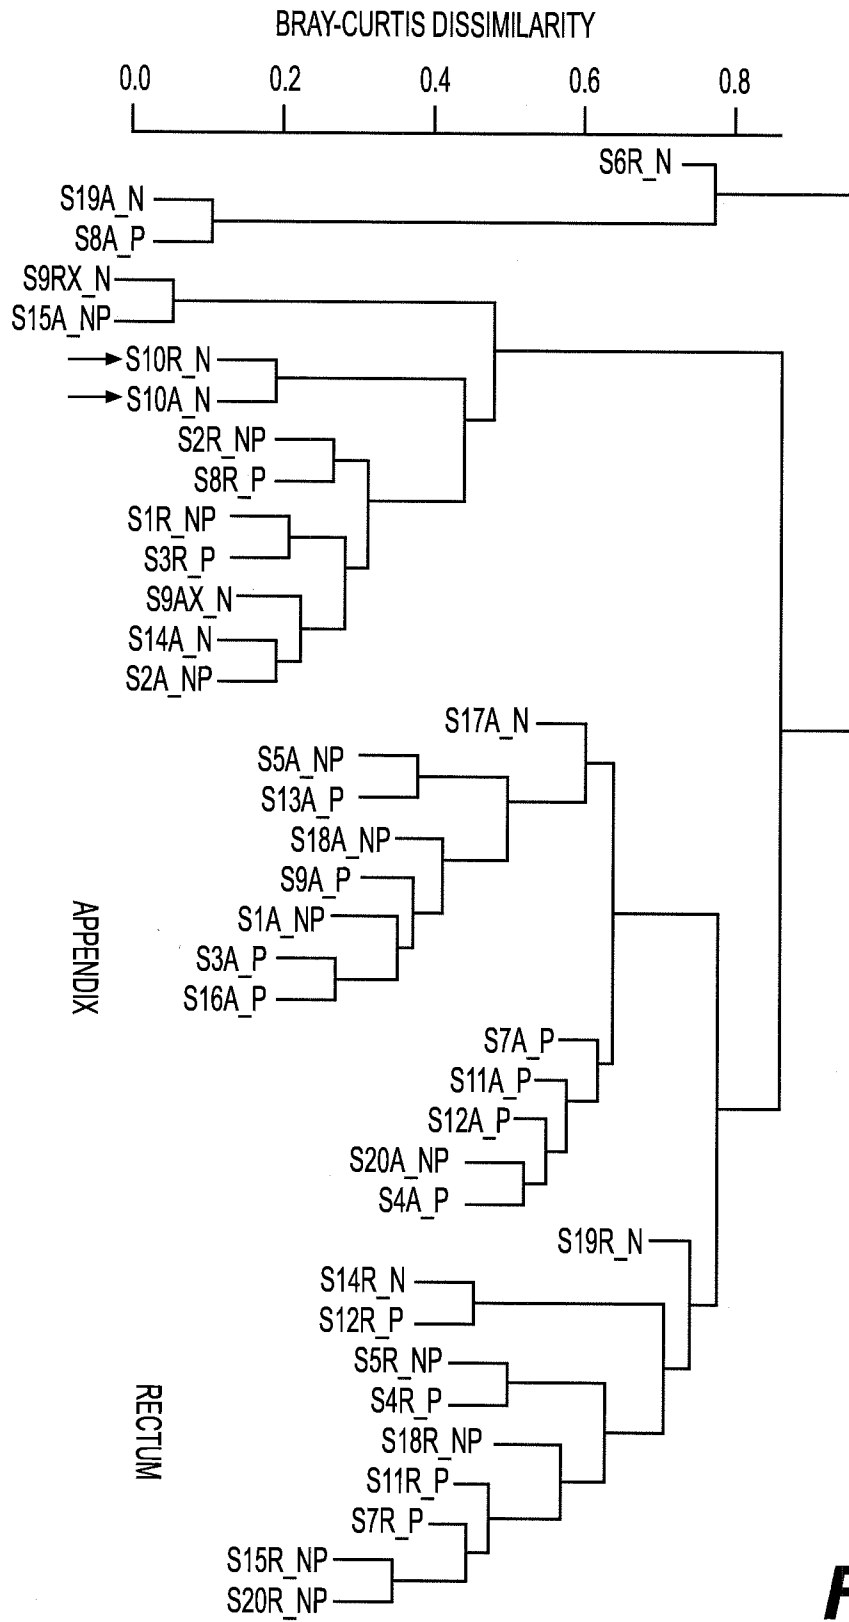 BRAY-CURTIS DISSIMILARITY
0.0 0.2 0.4 0.6 0.8
S6R_N
S19A_N
S8A_P
S9RX_N
S15A_NP
S10R_N
S10A_N
S2R_NP
S8R_P
S1R_NP
S3R_P
S9AX_N
S14A_N
S2A_NP
S17A_N
S5A_NP
S13A_P
S18A_NP
S9A_P
S1A_NP
S3A_P
S16A_P
APPENDIX
S7A_P
S11A_P
S12A_P
S20A_NP
S4A_P
S19R_N
S14R_N
S12R_P
S5R_NP
S4R_P
S18R_NP
S11R_P
S7R_P
S15R_NP
S20R_NP
RECTUM